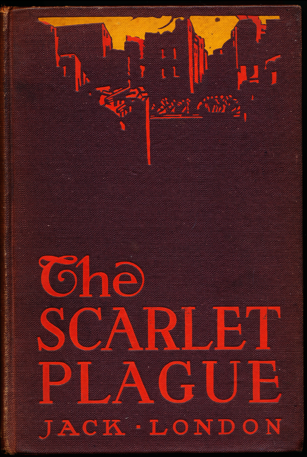 The
SCARLET
PLAGUE
JACK · LONDON